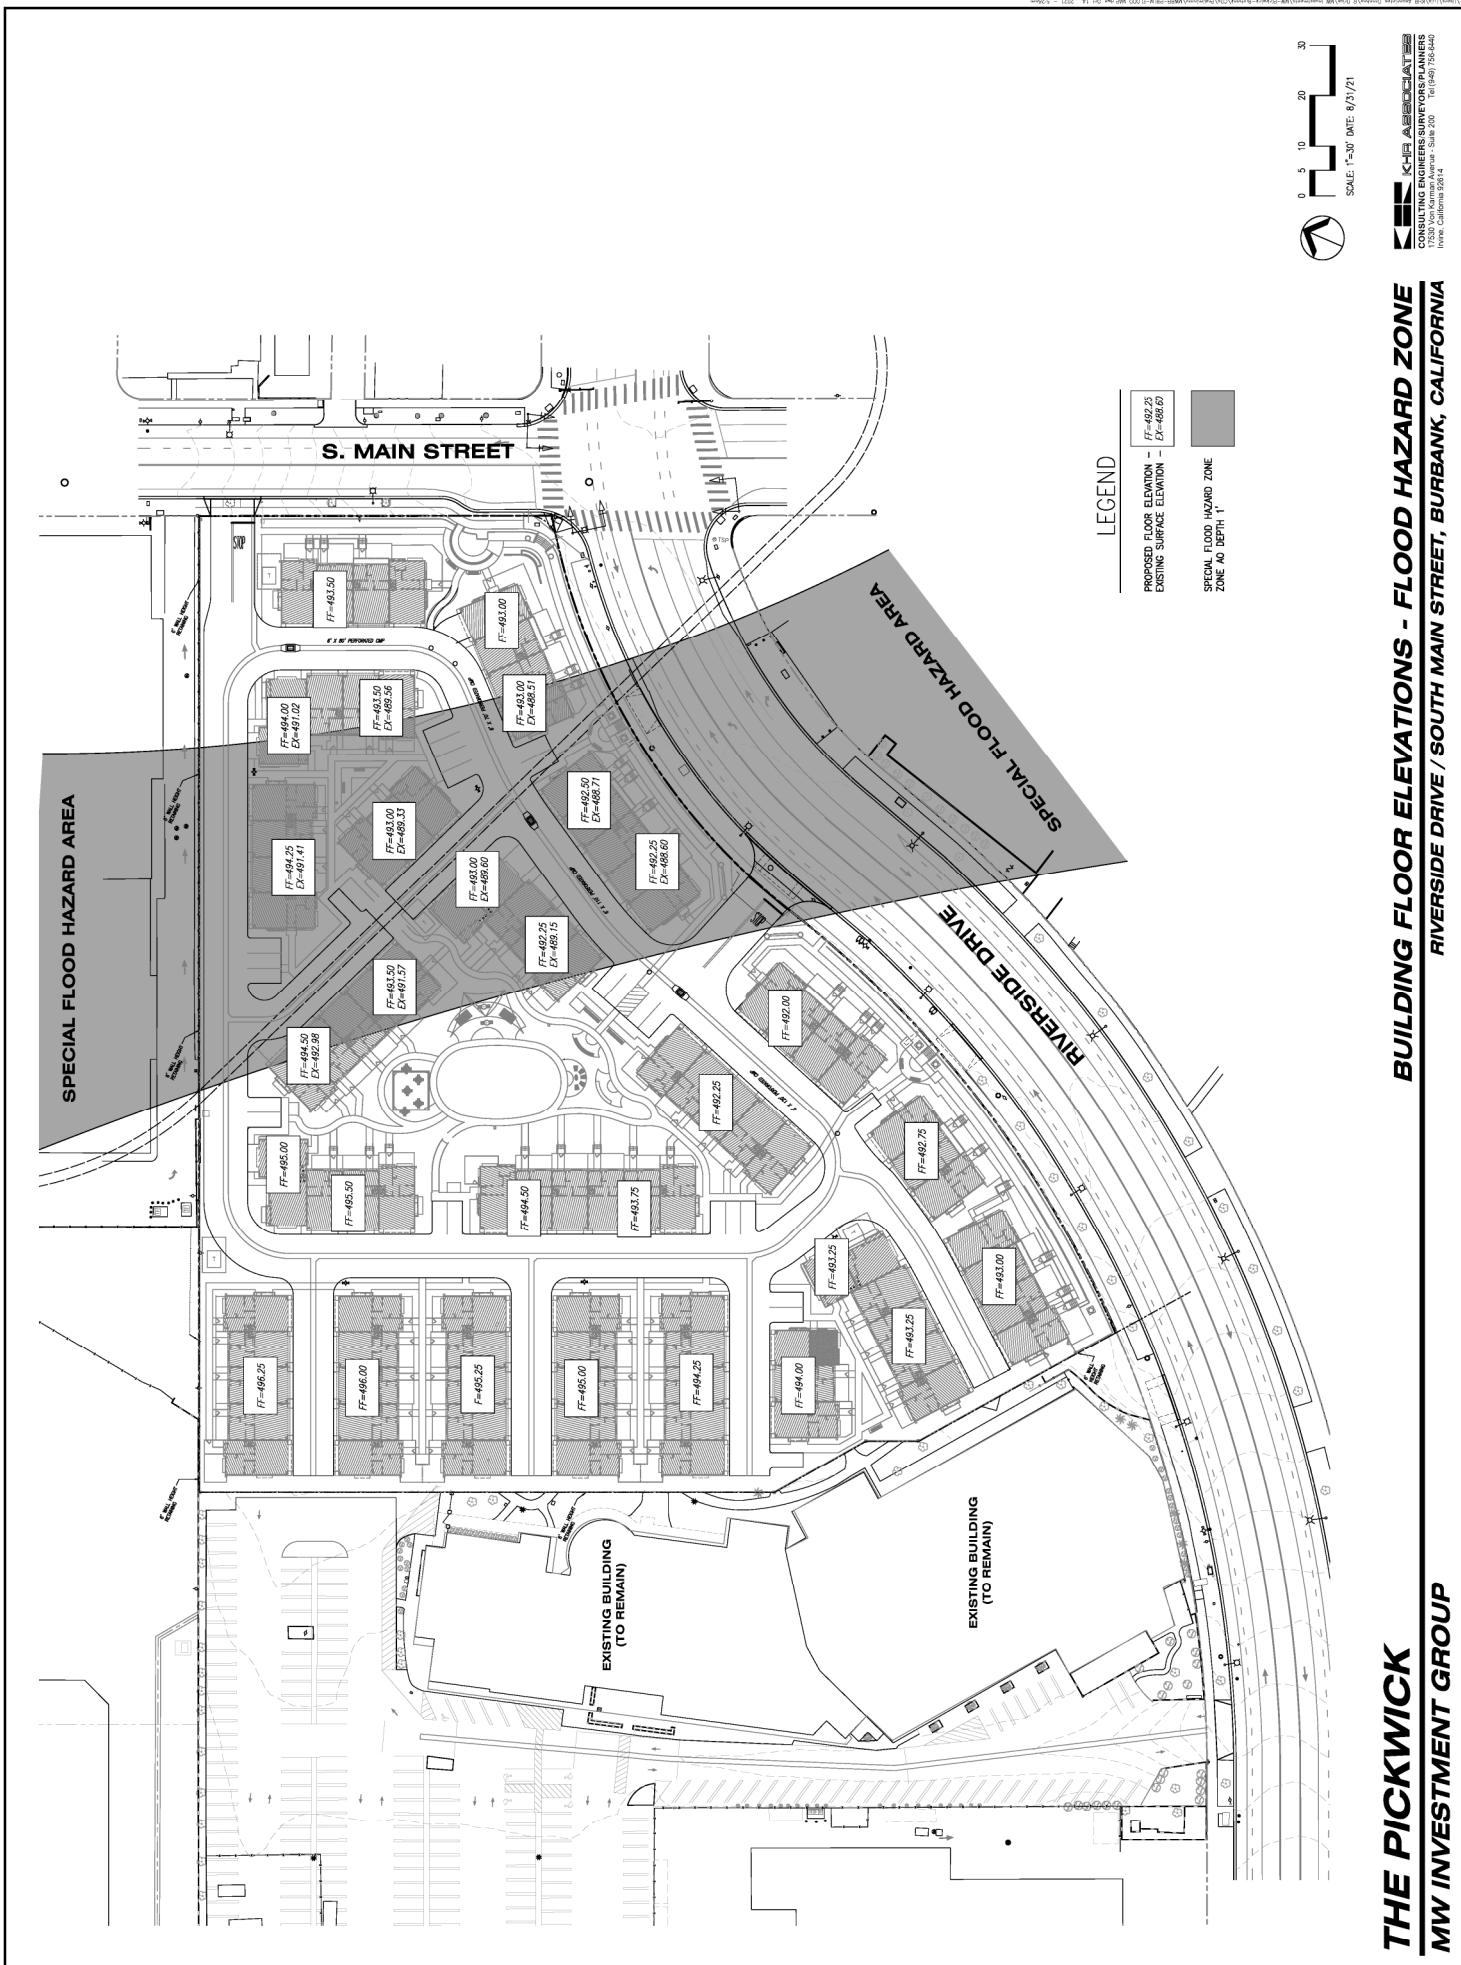 THE PICKWICK
MW INVESTMENT GROUP
BUILDING FLOOR ELEVATIONS - FLOOD HAZARD ZONE
RIVERSIDE DRIVE / SOUTH MAIN STREET, BURBANK, CALIFORNIA
KHR ASSOCIATES
CONSULTING ENGINEERS/SURVEYORS/PLANNERS
17530 Von Karman Avenue - Suite 200 Tel (949) 756-6440
Irvine, California 92614
0 5 10 20 30
SCALE: 1"=30' DATE: 8/31/21
LEGEND
PROPOSED FLOOR ELEVATION - FF=492.25
EXISTING SURFACE ELEVATION - EX=488.60
SPECIAL FLOOD HAZARD ZONE
ZONE AO DEPTH 1'
SPECIAL FLOOD HAZARD AREA
SPECIAL FLOOD HAZARD AREA
SPECIAL FLOOD HAZARD AREA
S. MAIN STREET
RIVERSIDE DRIVE
STOP
STOP
TSP
FF=493.50
FF=493.00
FF=494.00
EX=491.02
FF=493.50
EX=489.56
FF=493.00
EX=488.51
FF=494.25
EX=491.41
FF=493.00
EX=489.33
FF=492.50
EX=488.71
FF=493.00
EX=489.60
FF=492.25
EX=488.60
FF=492.25
EX=489.15
FF=493.50
EX=491.57
FF=494.50
EX=492.98
FF=492.00
FF=492.25
FF=492.75
FF=495.00
FF=495.50
FF=494.50
FF=493.75
FF=493.25
FF=493.00
FF=493.25
FF=496.25
FF=496.00
F=495.25
FF=495.00
FF=494.25
FF=494.00
6' X 80' PERFORATED CMP
EXISTING BUILDING
(TO REMAIN)
EXISTING BUILDING
(TO REMAIN)